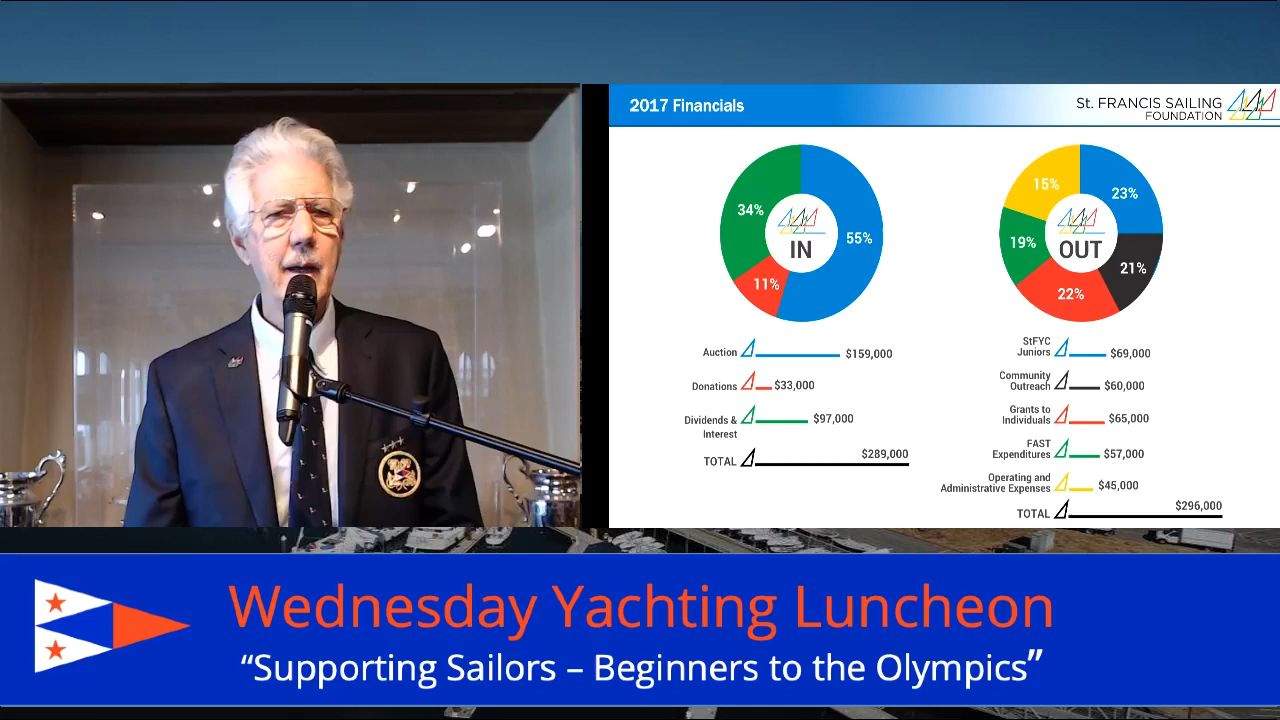 2017 Financials
St. FRANCIS SAILING
FOUNDATION
34%
55%
11%
IN
15%
23%
19%
21%
22%
OUT
Auction $159,000
Donations $33,000
Dividends &
Interest $97,000
TOTAL $289,000
StFYC
Juniors $69,000
Community
Outreach $60,000
Grants to
Individuals $65,000
FAST
Expenditures $57,000
Operating and
Administrative Expenses $45,000
TOTAL $296,000
Wednesday Yachting Luncheon
“Supporting Sailors – Beginners to the Olympics”